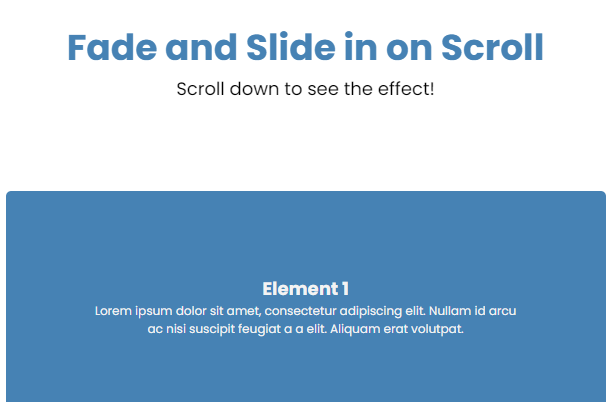 Fade and Slide in on Scroll
Scroll down to see the effect!
Element 1
Lorem ipsum dolor sit amet, consectetur adipiscing elit. Nullam id arcu
ac nisi suscipit feugiat a a elit. Aliquam erat volutpat.